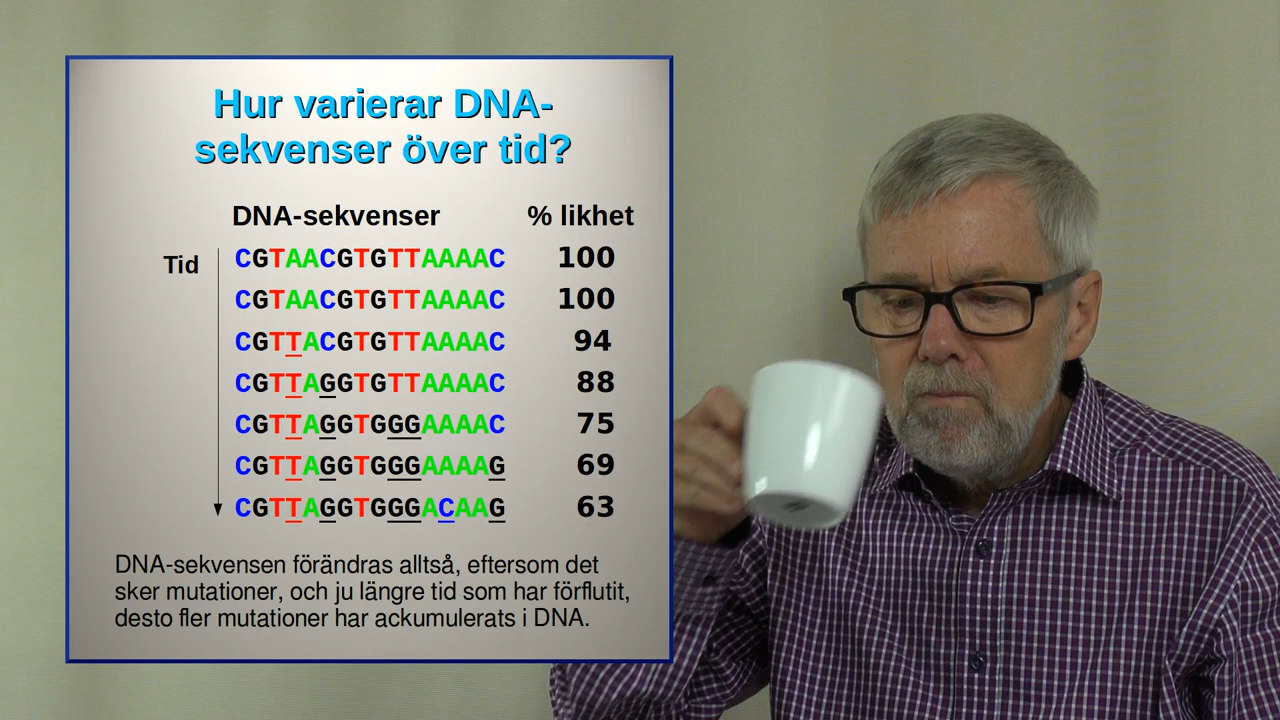 Hur varierar DNA-
sekvenser över tid?
DNA-sekvenser % likhet
Tid CGTAACGTGTTAAAAC 100
CGTAACGTGTTAAAAC 100
CGTTACGTGTTAAAAC 94
CGTTAGGTGTTAAAAC 88
CGTTAGGTGGGAAAAC 75
CGTTAGGTGGGAAAAG 69
CGTTAGGTGGGACAAG 63
DNA-sekvensen förändras alltså, eftersom det
sker mutationer, och ju längre tid som har förflutit,
desto fler mutationer har ackumulerats i DNA.